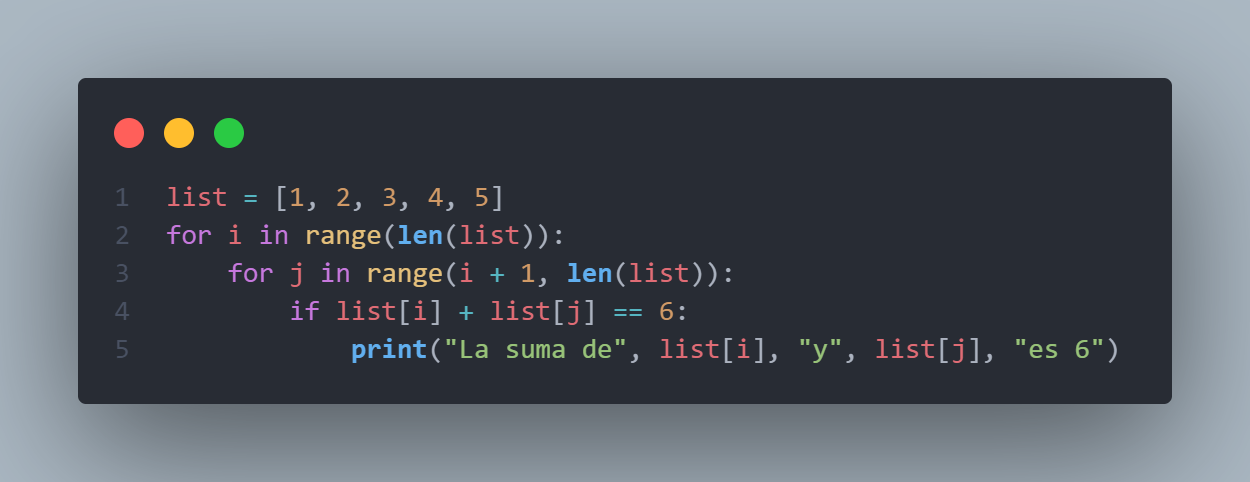 1 list = [1, 2, 3, 4, 5]
2 for i in range(len(list)):
3     for j in range(i + 1, len(list)):
4         if list[i] + list[j] == 6:
5             print("La suma de", list[i], "y", list[j], "es 6")